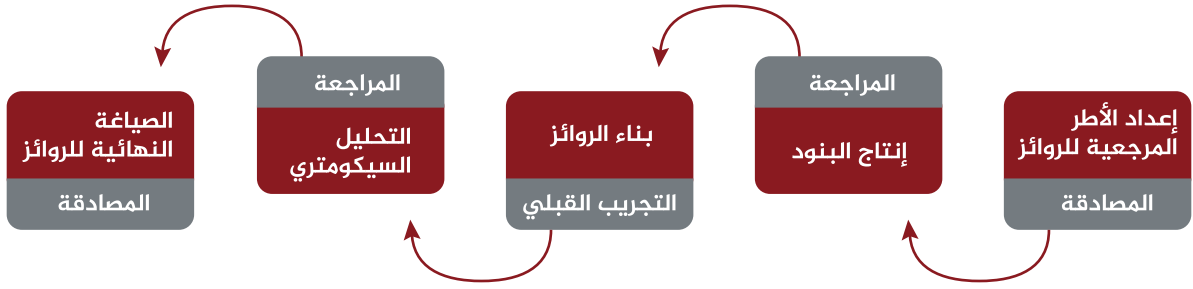 إعداد الأطر
المرجعية للروائز
المصادقة
المراجعة
إنتاج البنود
بناء الروائز
التجريب القبلي
المراجعة
التحليل
السيكومتري
الصياغة
النهائية للروائز
المصادقة